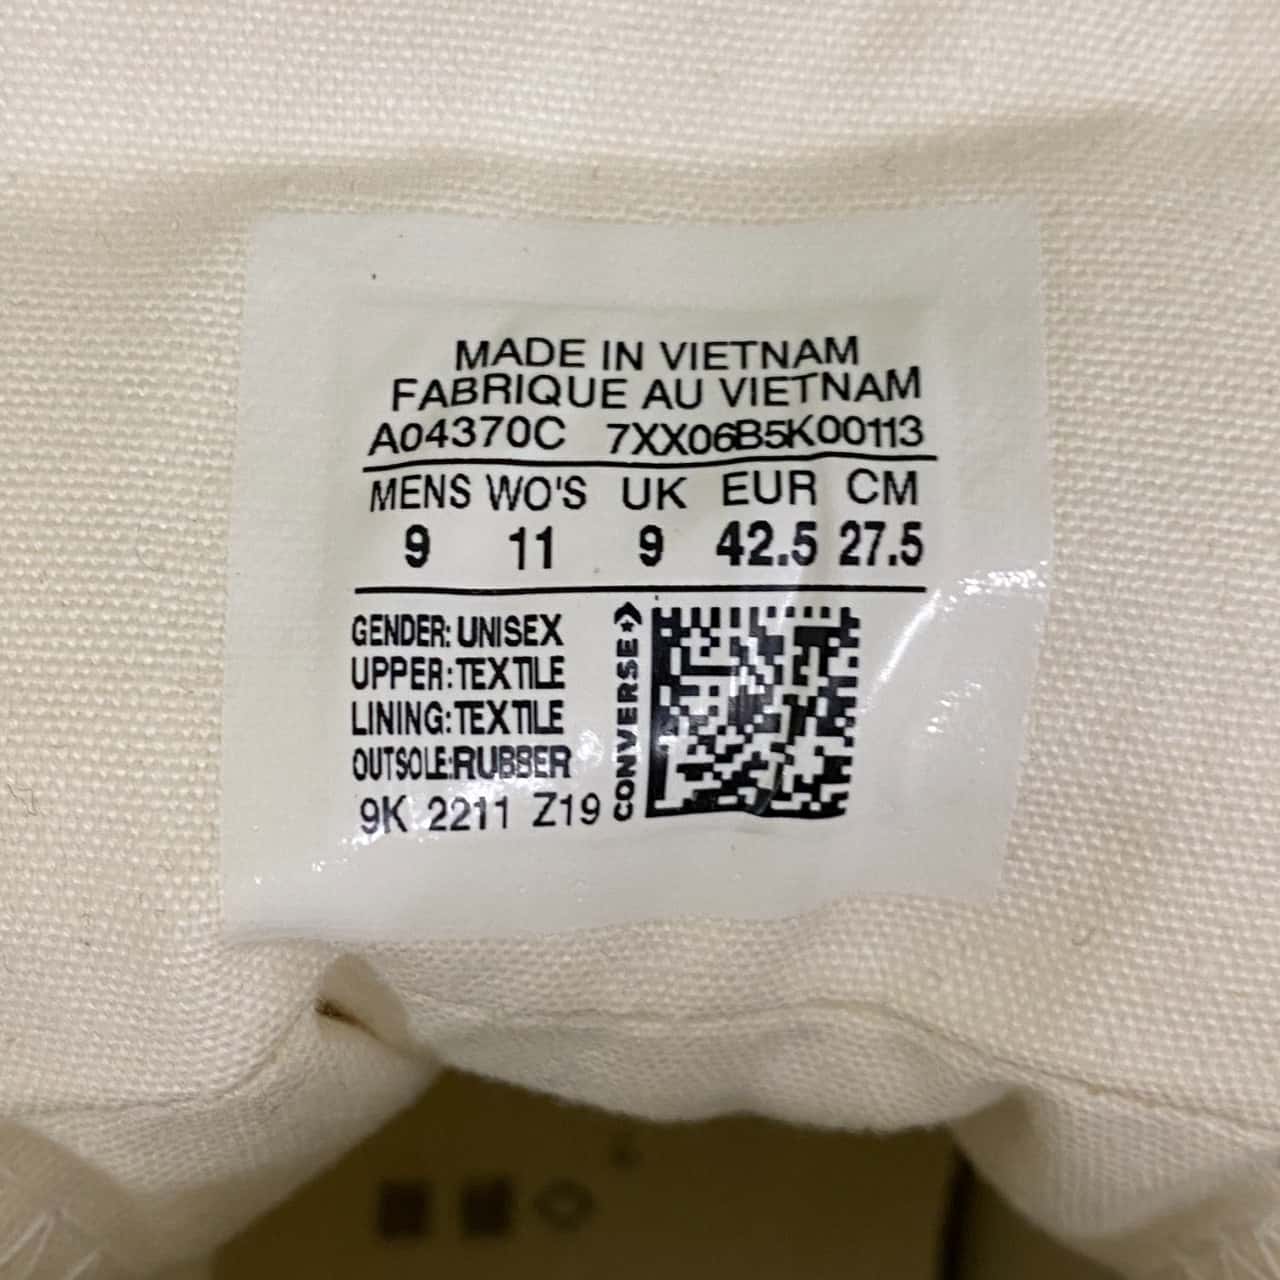 MADE IN VIETNAM
FABRIQUE AU VIETNAM
A04370C 7XX06B5K00113
MENS WO'S UK EUR CM
9 11 9 42.5 27.5
GENDER: UNISEX
UPPER:TEXTILE
LINING:TEXTILE
OUTSOLE:RUBBER
9K 2211 Z19
CONVERSE